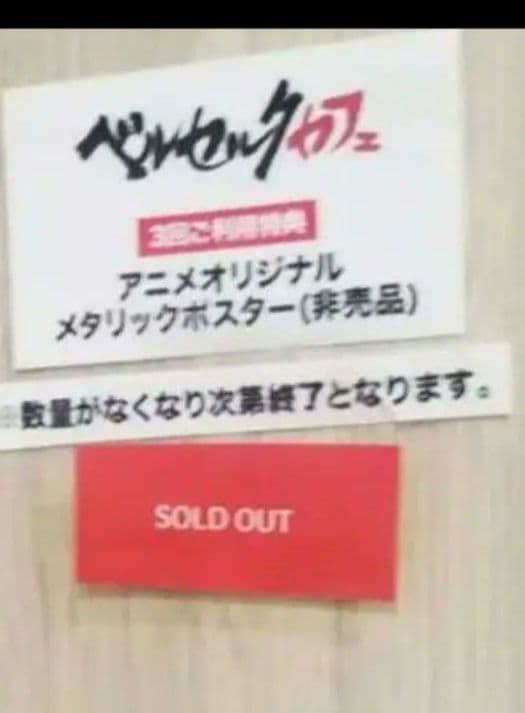 ベルセルクカフェ
3回ご利用特典
アニメオリジナル
メタリックポスター(非売品)
※数量がなくなり次第終了となります。
SOLD OUT